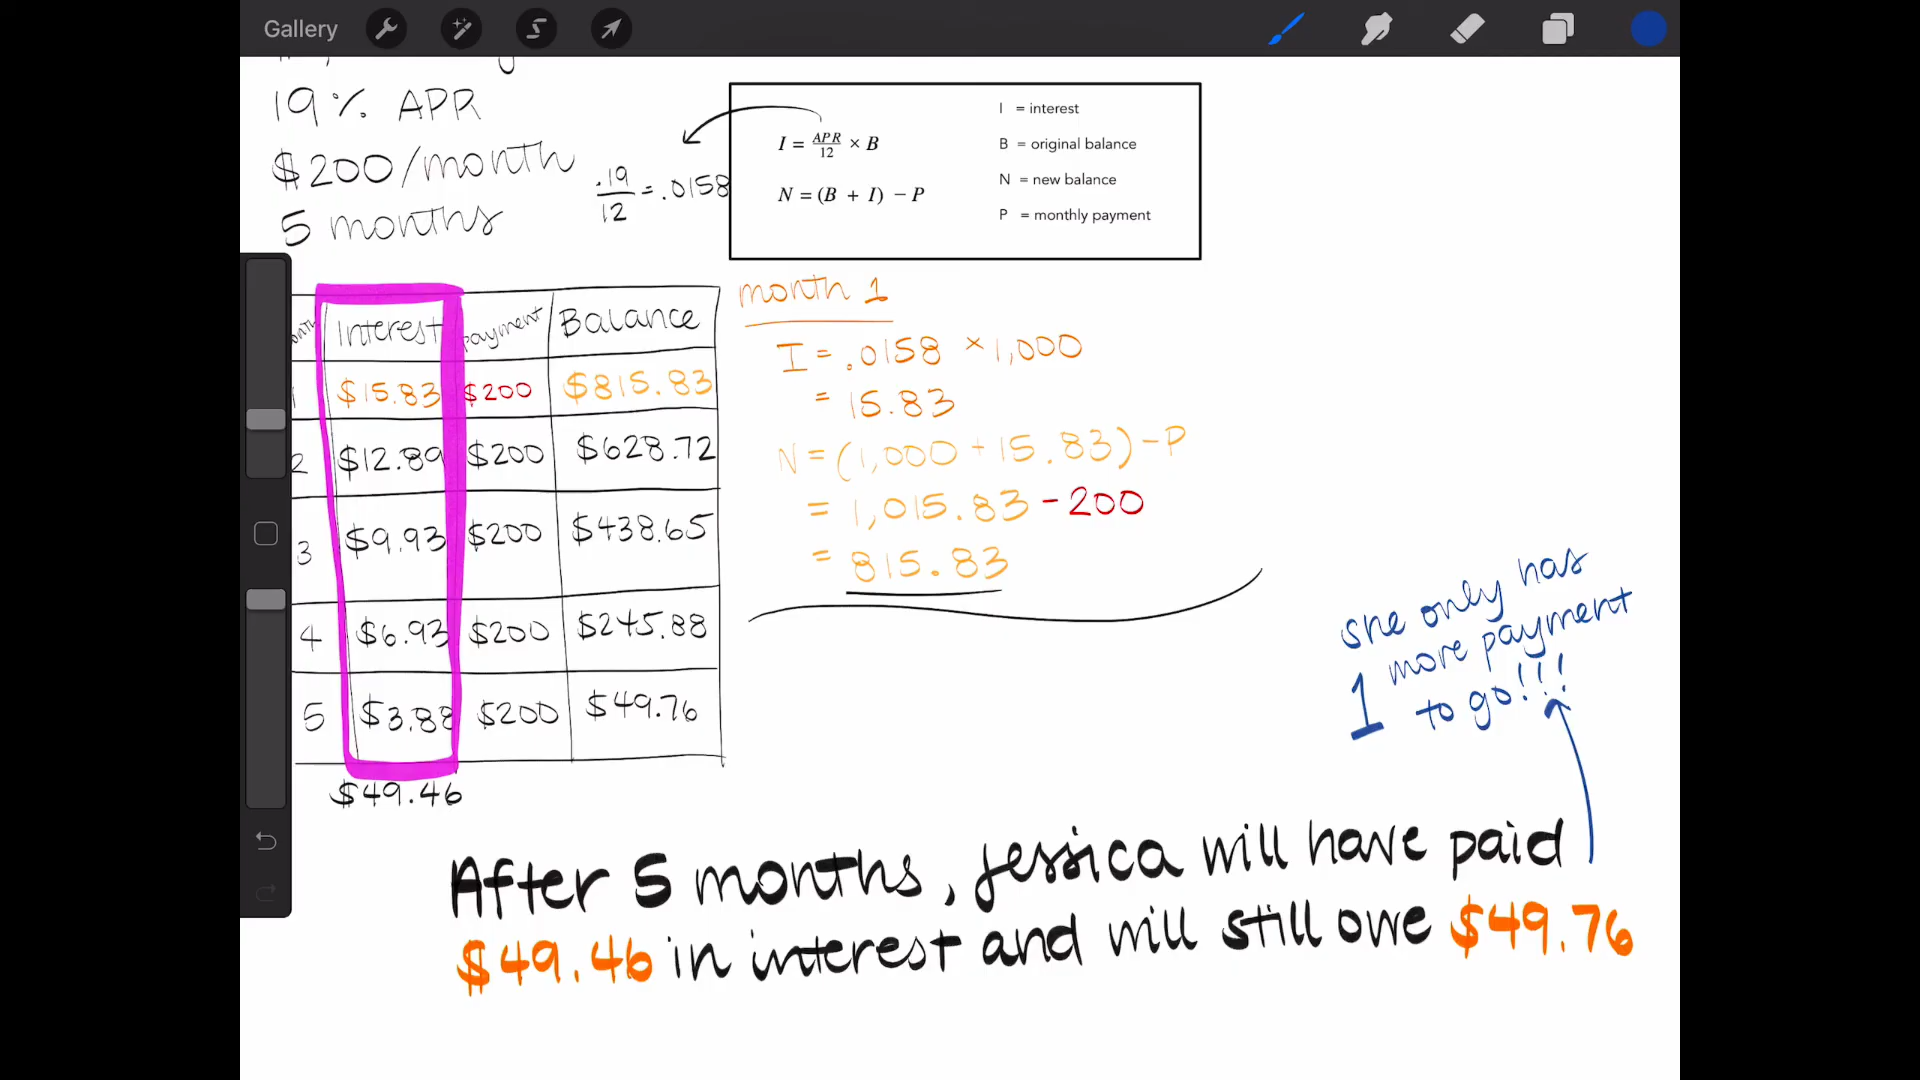 Gallery
19% APR
$200/month
5 months
.19
12
= .0158
I = APR/12 × B
N = (B + I) − P
I = interest
B = original balance
N = new balance
P = monthly payment
Interest Payment Balance
1 $15.83 $200 $815.83
2 $12.89 $200 $628.72
3 $9.93 $200 $438.65
4 $6.93 $200 $245.88
5 $3.88 $200 $49.76
$49.46
month 1
I = .0158 × 1,000
= 15.83
N = (1,000 + 15.83) - P
= 1,015.83 - 200
= 815.83
she only has
1 more payment
to go!!!
After 5 months, Jessica will have paid
$49.46 in interest and will still owe $49.76